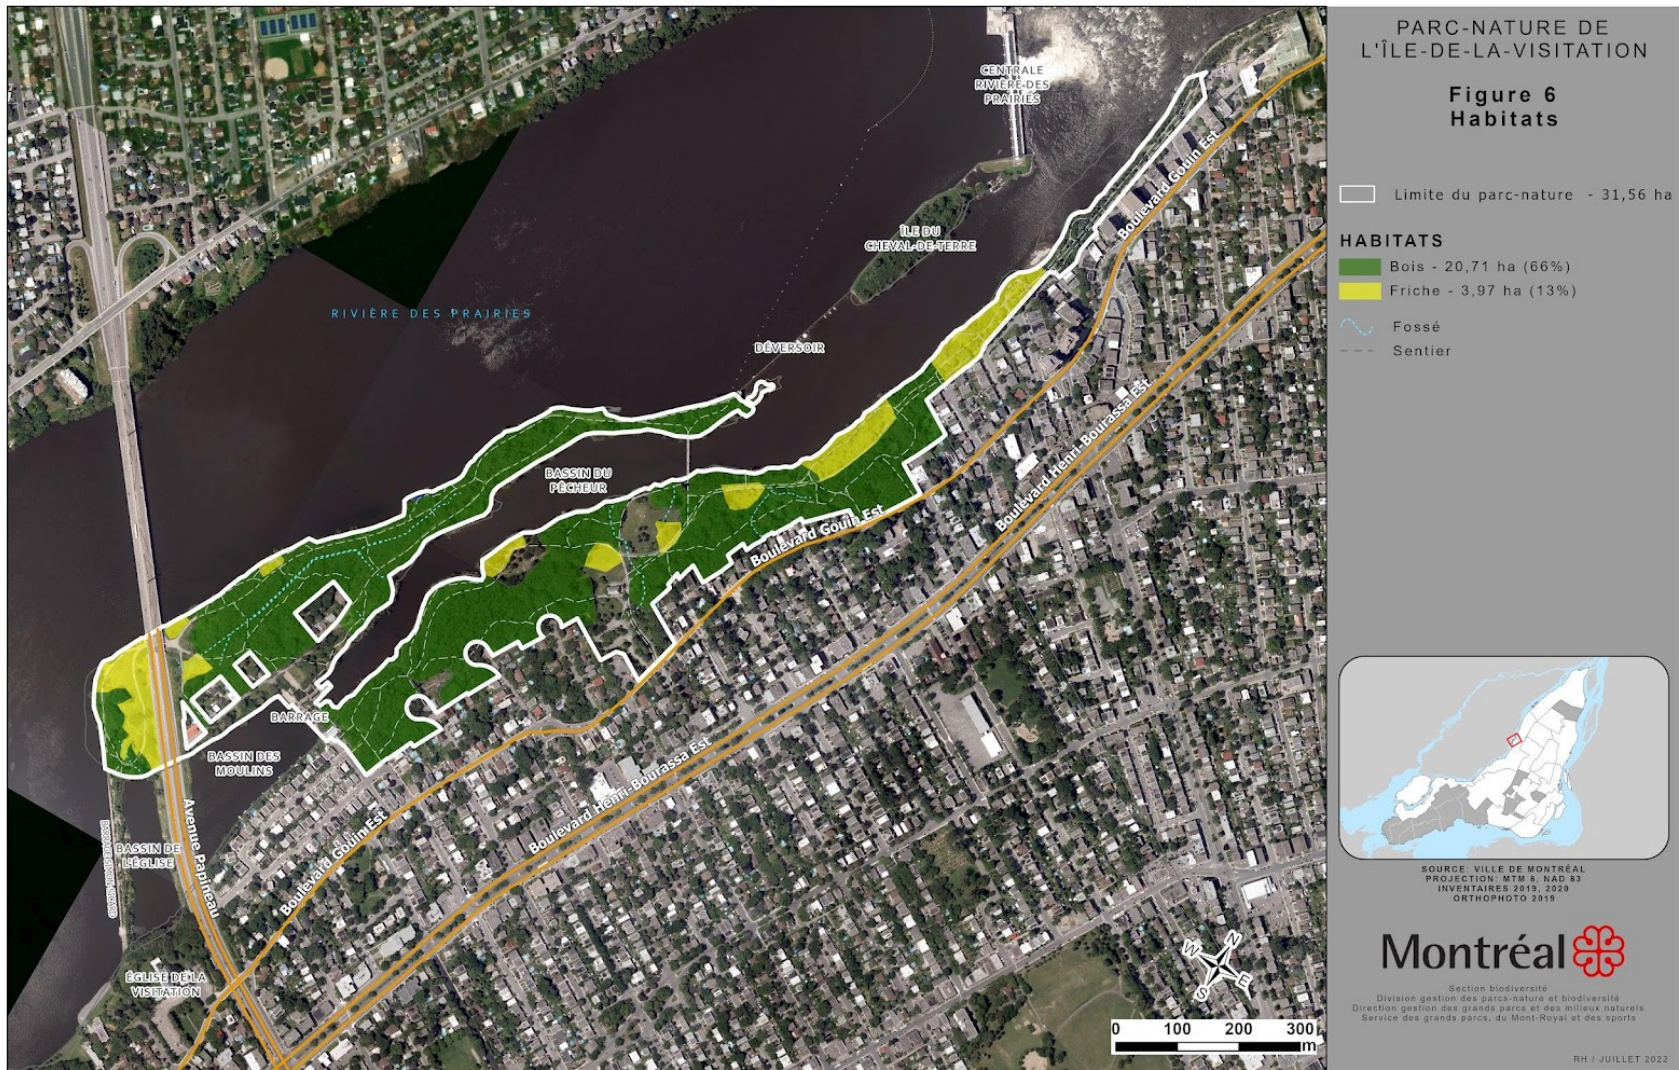 PARC-NATURE DE
L'ÎLE-DE-LA-VISITATION
Figure 6
Habitats
Limite du parc-nature - 31,56 ha
HABITATS
Bois - 20,71 ha (66%)
Friche - 3,97 ha (13%)
Fossé
Sentier
CENTRALE
RIVIÈRE-DES
PRAIRIES
Boulevard Gouin Est
ÎLE DU
CHEVAL-DE-TERRE
RIVIÈRE DES PRAIRIES
DÉVERSOIR
Boulevard Henri-Bourassa Est
BASSIN DU
PÊCHEUR
Boulevard Gouin Est
BARRAGE
BASSIN DES
MOULINS
Boulevard Henri-Bourassa Est
Avenue Papineau
BASSIN DE
L'ÉGLISE
Boulevard Gouin Est
ÉGLISE DE LA
VISITATION
N
W
E
S
0 100 200 300
m
SOURCE: VILLE DE MONTRÉAL
PROJECTION: MTM 8, NAD 83
INVENTAIRES 2019, 2020
ORTHOPHOTO 2019
Montréal
Section biodiversité
Division gestion des parcs-nature et biodiversité
Direction gestion des grands parcs et des milieux naturels
Service des grands parcs, du Mont-Royal et des sports
RH / JUILLET 2022